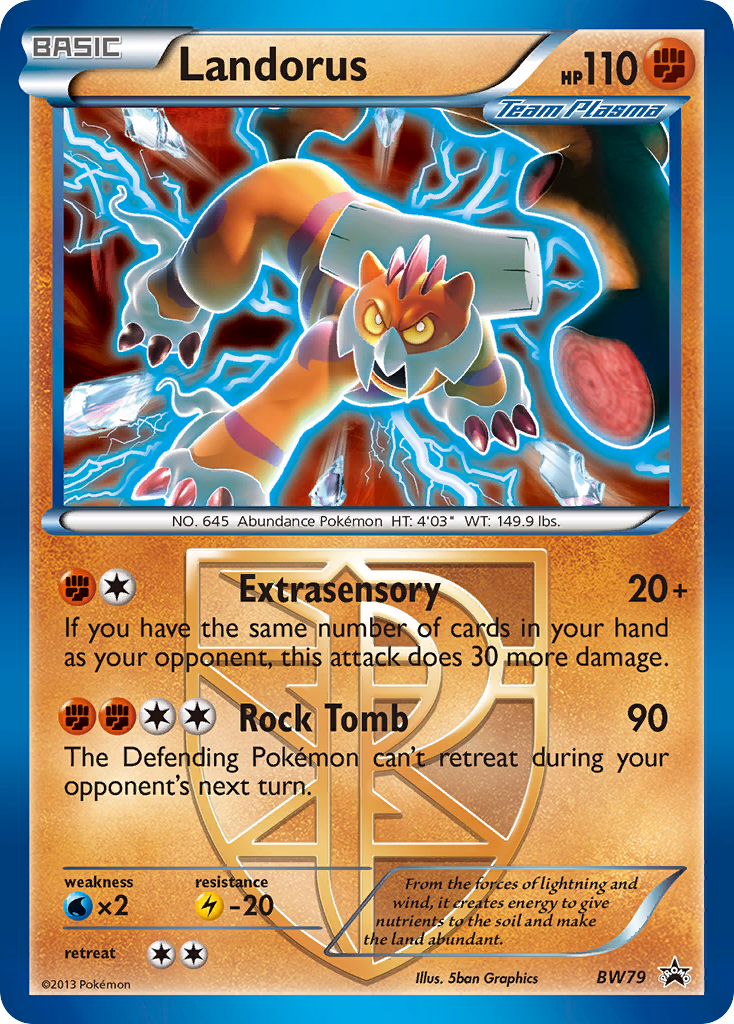 BASIC
Landorus
HP110
Team Plasma
NO. 645 Abundance Pokémon HT: 4'03" WT: 149.9 lbs.
Extrasensory 20+
If you have the same number of cards in your hand
as your opponent, this attack does 30 more damage.
Rock Tomb 90
The Defending Pokémon can't retreat during your
opponent's next turn.
weakness resistance
×2 -20
retreat
From the forces of lightning and
wind, it creates energy to give
nutrients to the soil and make
the land abundant.
©2013 Pokémon
Illus. 5ban Graphics
BW79
PROMO